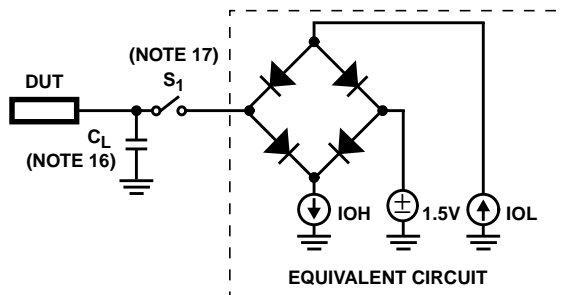 (NOTE 17)
DUT
S1
CL
(NOTE 16)
IOH
±
1.5V
IOL
EQUIVALENT CIRCUIT